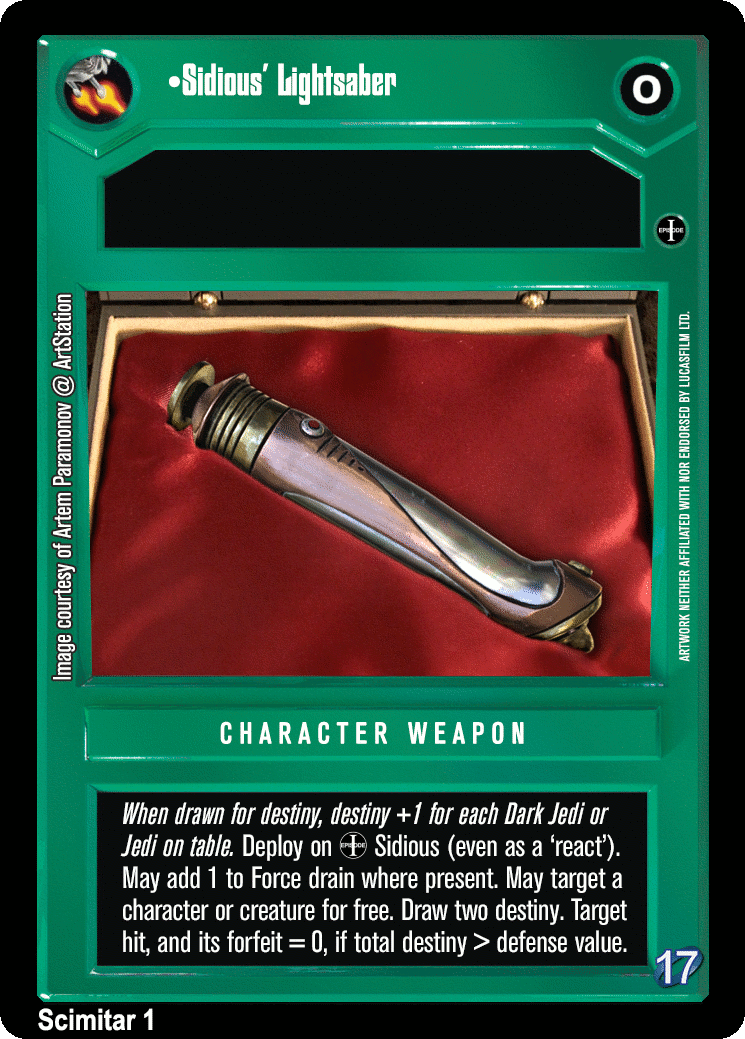 •Sidious' Lightsaber
0
EPISODE I
Image courtesy of Artem Paramonov @ ArtStation
ARTWORK NEITHER AFFILIATED WITH NOR ENDORSED BY LUCASFILM LTD.
CHARACTER WEAPON
When drawn for destiny, destiny +1 for each Dark Jedi or
Jedi on table. Deploy on EPISODE I Sidious (even as a 'react').
May add 1 to Force drain where present. May target a
character or creature for free. Draw two destiny. Target
hit, and its forfeit = 0, if total destiny > defense value.
17
Scimitar 1